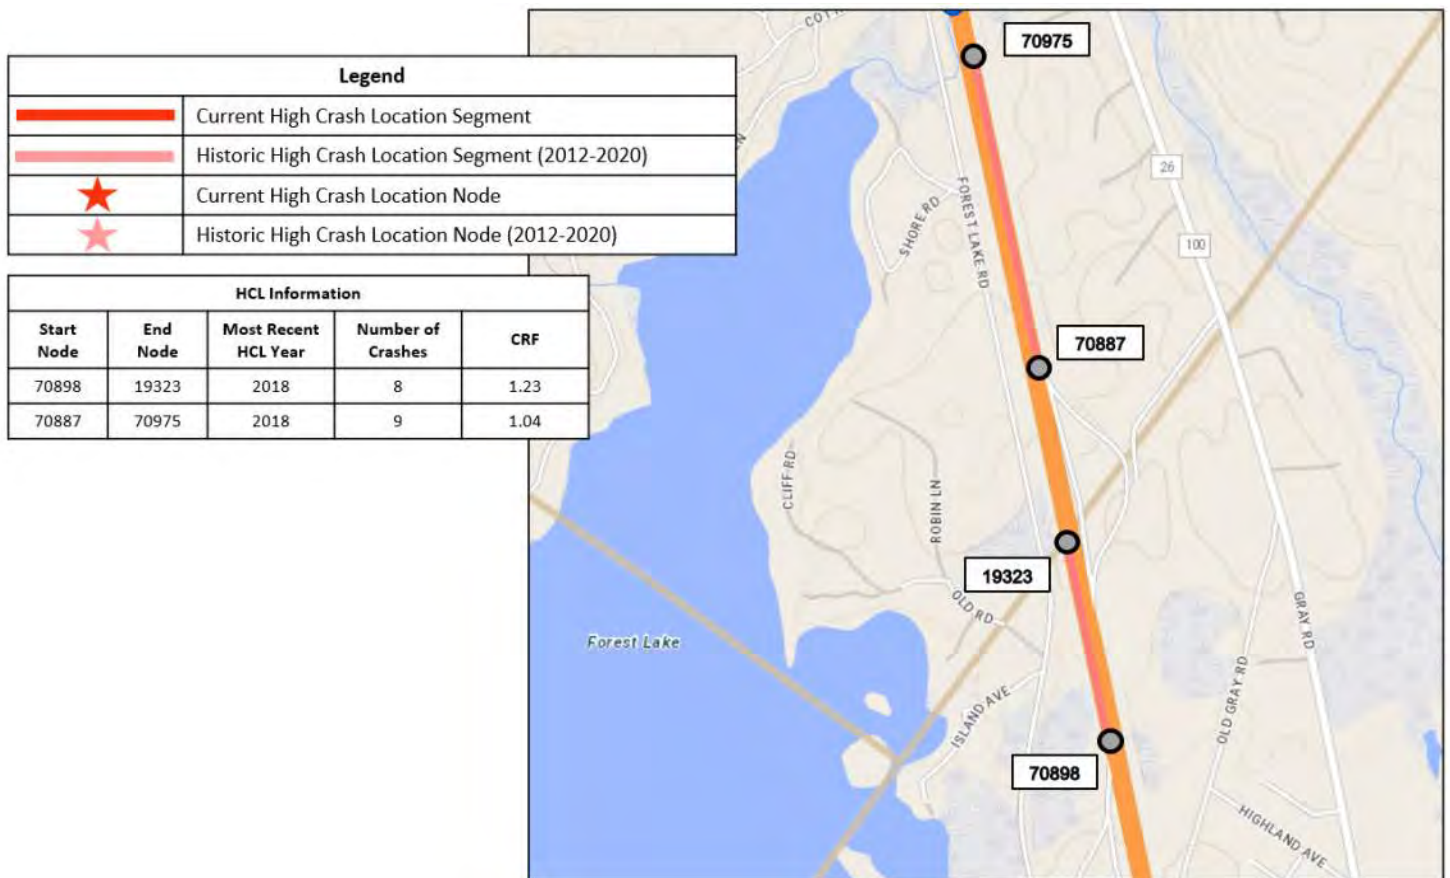 Legend
Current High Crash Location Segment
Historic High Crash Location Segment (2012-2020)
Current High Crash Location Node
Historic High Crash Location Node (2012-2020)
HCL Information
Start Node End Node Most Recent HCL Year Number of Crashes CRF
70898 19323 2018 8 1.23
70887 70975 2018 9 1.04
70975
26
SHORE RD
FOREST LAKE RD
100
70887
CLIFF RD
ROBIN LN
19323
OLD RD
Forest Lake
GRAY RD
OLD GRAY RD
ISLAND AVE
70898
HIGHLAND AVE